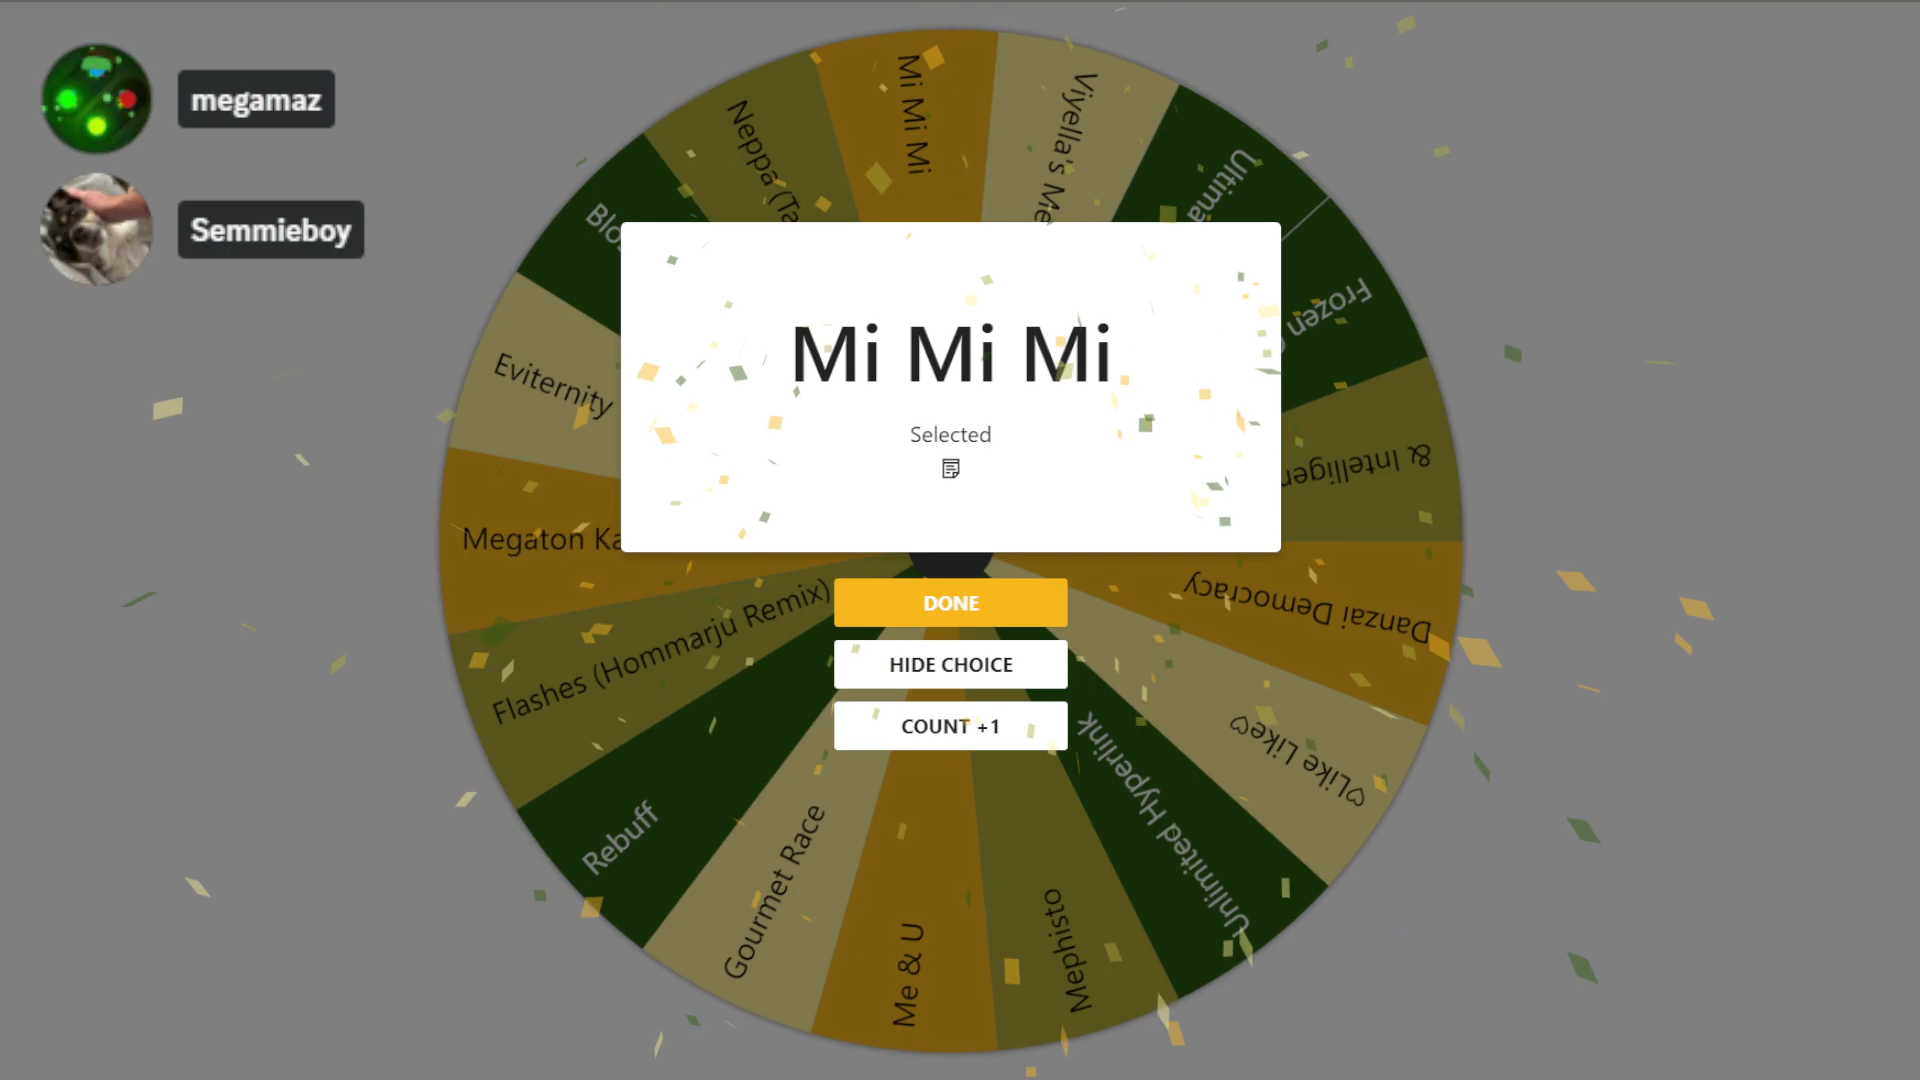 megamaz
Semmieboy
Mi Mi Mi
Viyella's Me
Ultima
Frozen
& Intelligen
Danzai Democracy
♡Like Like♡
Unlimited Hyperlink
Mephisto
Me & U
Gourmet Race
Rebuff
Flashes (Hommarju Remix)
Megaton Ka
Eviternity
Blo
Neppa (Ta
Mi Mi Mi
Selected
DONE
HIDE CHOICE
COUNT +1